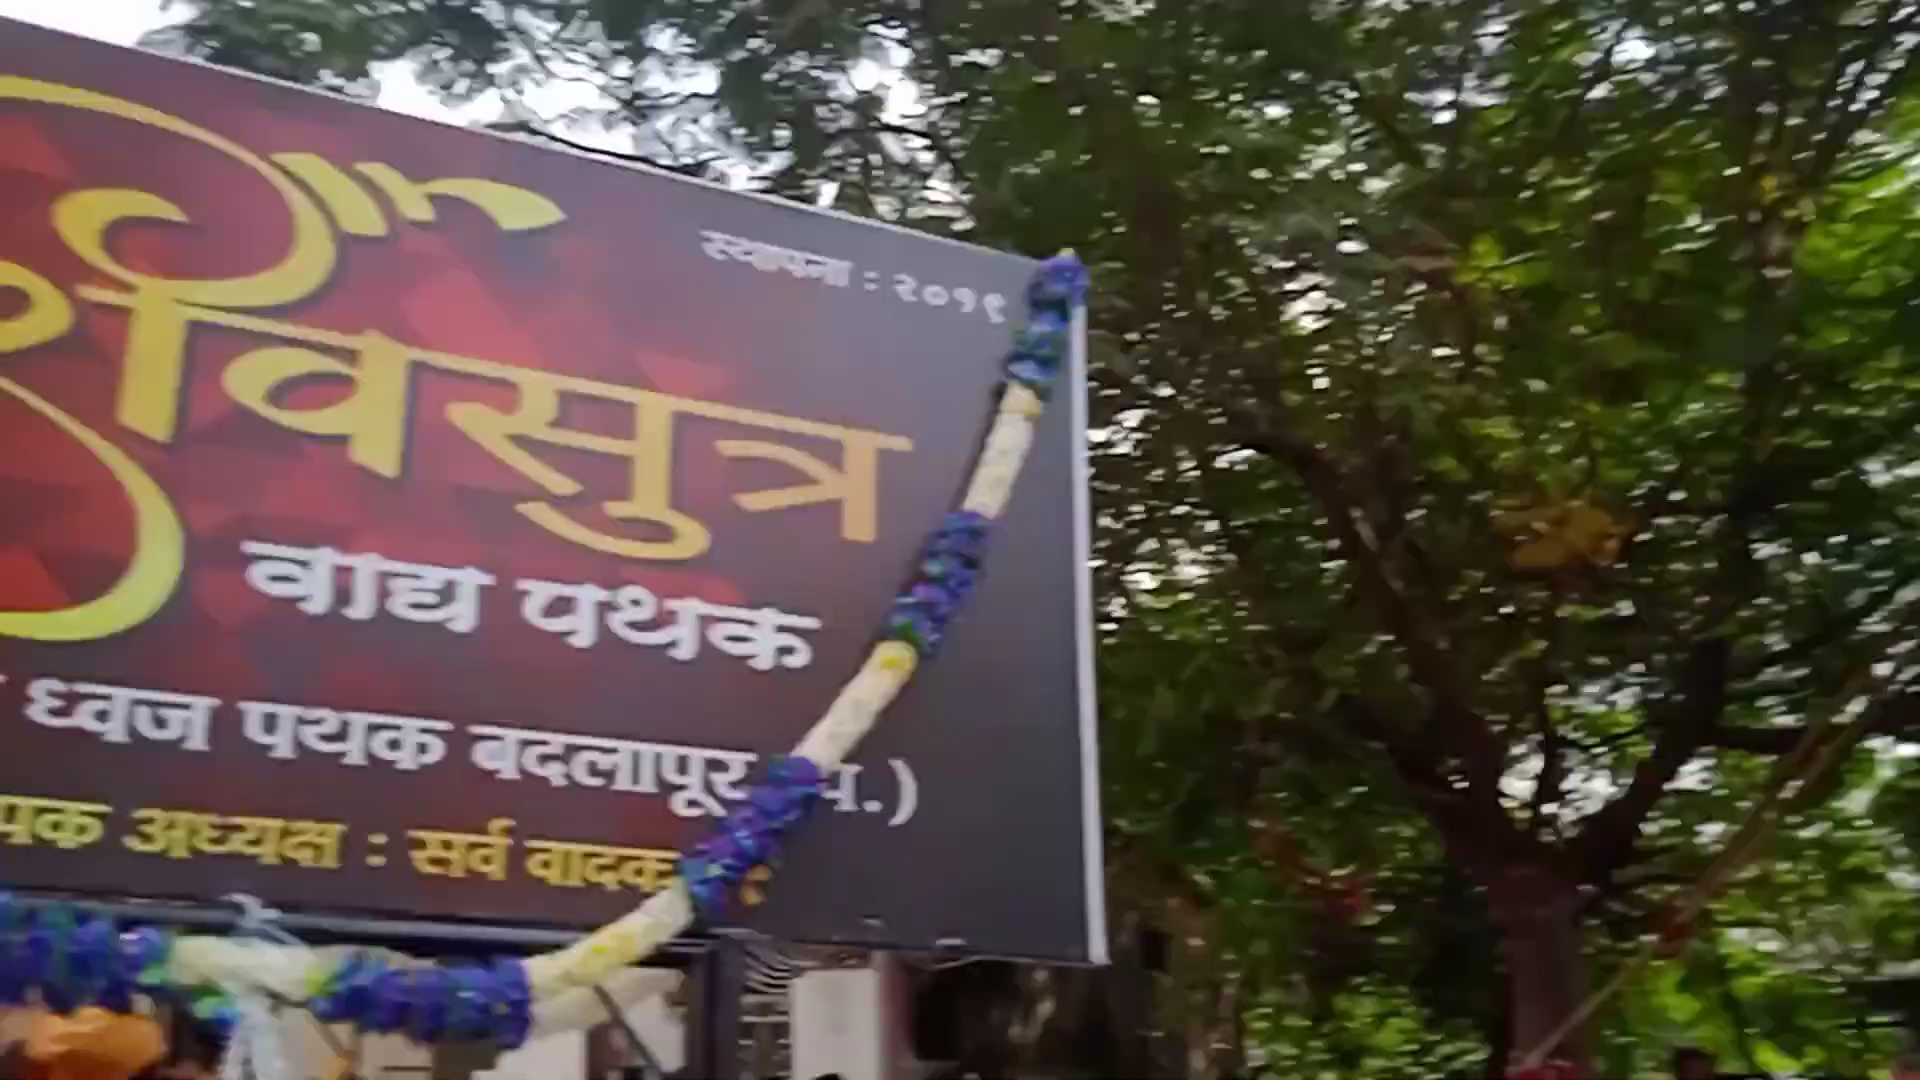 स्थापना : २०१९
शिवसुत्र
वाद्य पथक
ध्वज पथक बदलापूर
अध्यक्ष : सर्व वादक